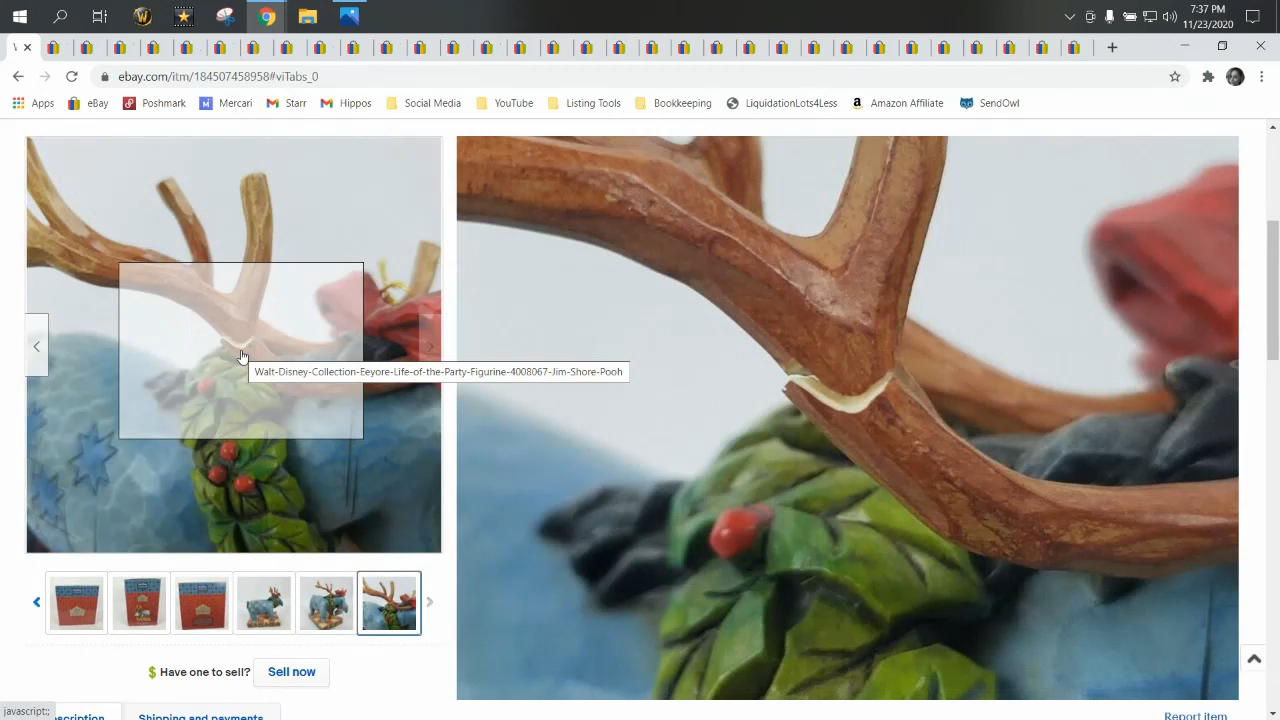 7:37 PM
11/23/2020
ebay.com/itm/184507458958#viTabs_0
Apps eBay Poshmark Mercari Starr Hippos Social Media YouTube Listing Tools Bookkeeping LiquidationLots4Less Amazon Affiliate SendOwl
Walt-Disney-Collection-Eeyore-Life-of-the-Party-Figurine-4008067-Jim-Shore-Pooh
Have one to sell? Sell now
javascript:;
scription Shipping and payments
Report item